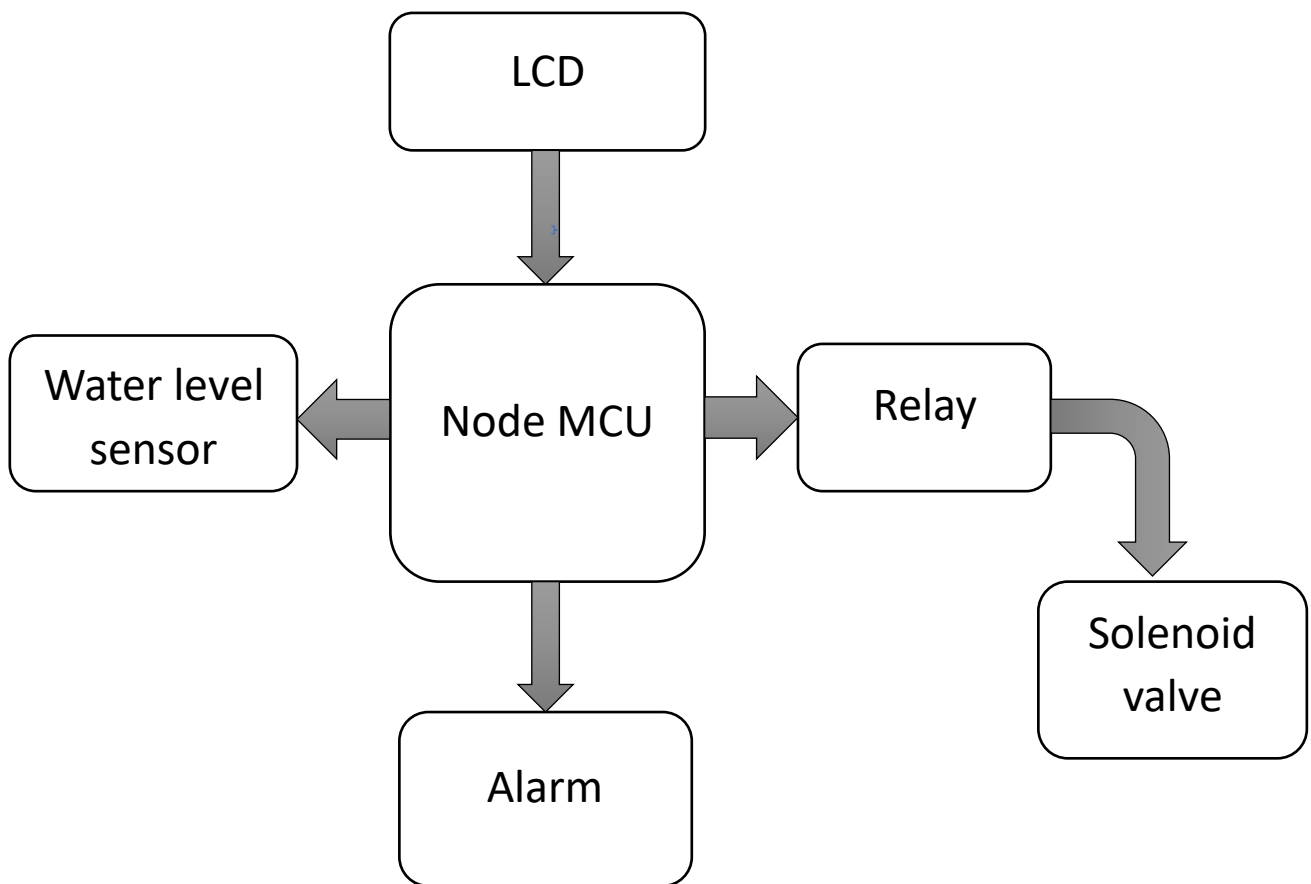 LCD
Water level
sensor
Node MCU
Relay
Solenoid
valve
Alarm